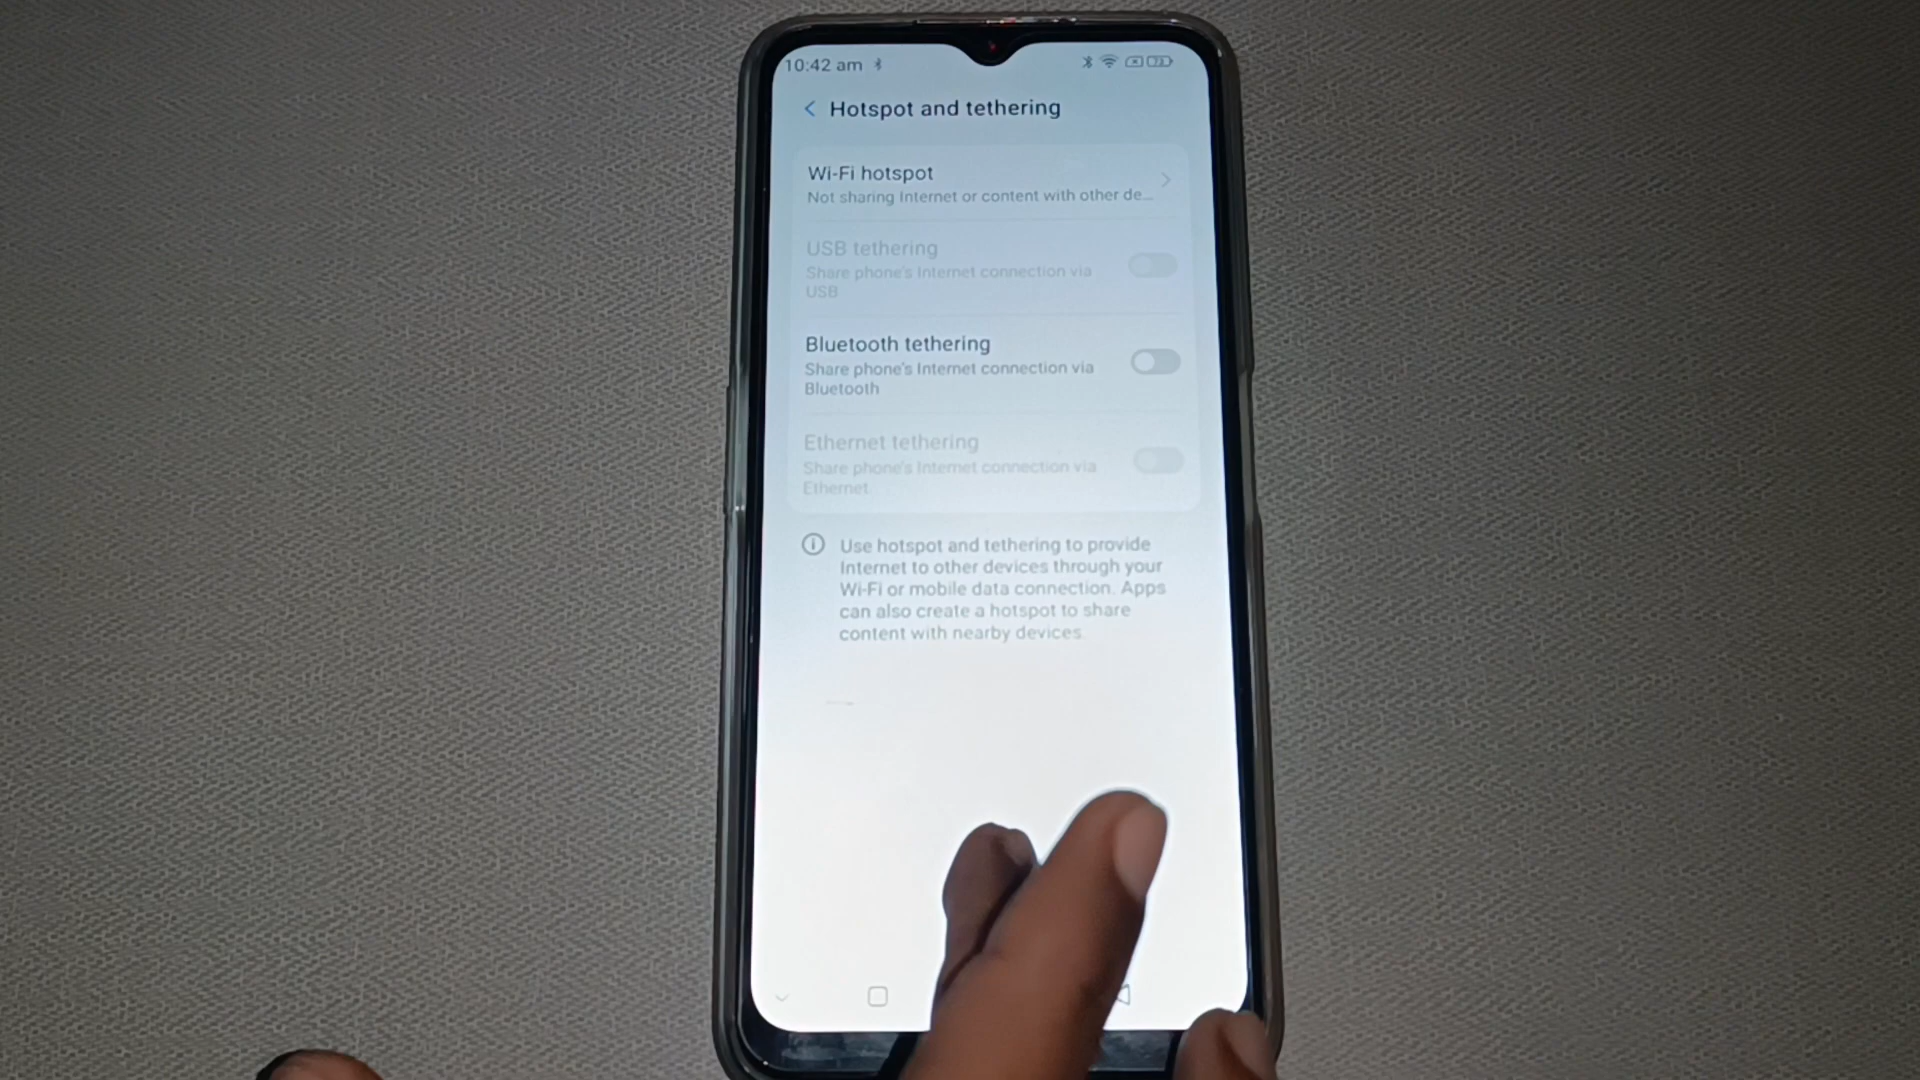 10:42 am
Hotspot and tethering
Wi-Fi hotspot
Not sharing Internet or content with other de...
USB tethering
Share phone's Internet connection via
USB
Bluetooth tethering
Share phone's Internet connection via
Bluetooth
Ethernet tethering
Share phone's Internet connection via
Ethernet.
Use hotspot and tethering to provide
Internet to other devices through your
Wi-Fi or mobile data connection. Apps
can also create a hotspot to share
content with nearby devices.